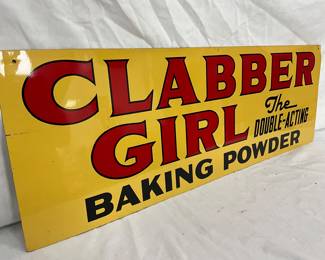 CLABBER
GIRL The
DOUBLE-ACTING
BAKING POWDER